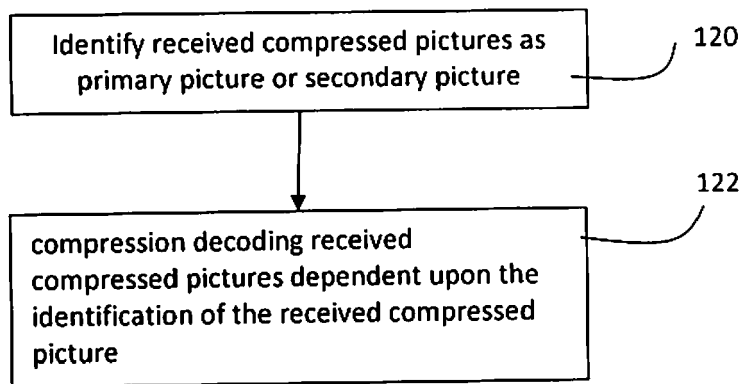 Identify received compressed pictures as
primary picture or secondary picture
120
122
compression decoding received
compressed pictures dependent upon the
identification of the received compressed
picture